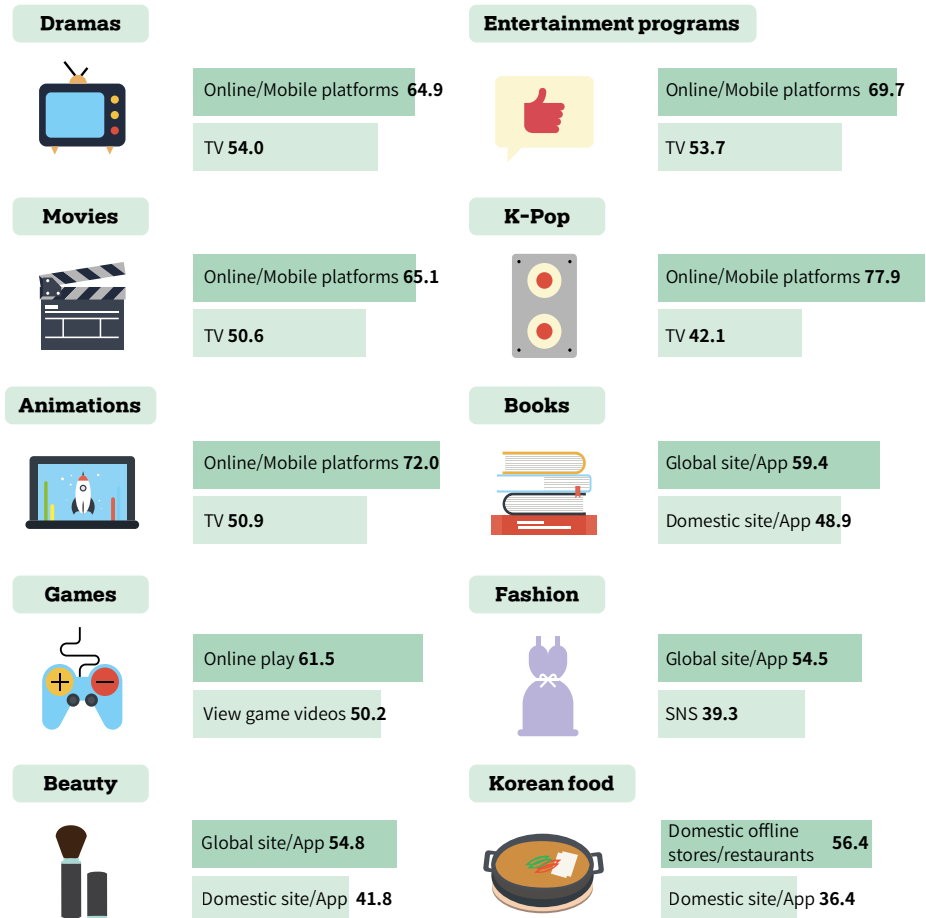 Dramas
Online/Mobile platforms 64.9
TV 54.0
Entertainment programs
Online/Mobile platforms 69.7
TV 53.7
Movies
Online/Mobile platforms 65.1
TV 50.6
K-Pop
Online/Mobile platforms 77.9
TV 42.1
Animations
Online/Mobile platforms 72.0
TV 50.9
Books
Global site/App 59.4
Domestic site/App 48.9
Games
Online play 61.5
View game videos 50.2
Fashion
Global site/App 54.5
SNS 39.3
Beauty
Global site/App 54.8
Domestic site/App 41.8
Korean food
Domestic offline
stores/restaurants 56.4
Domestic site/App 36.4